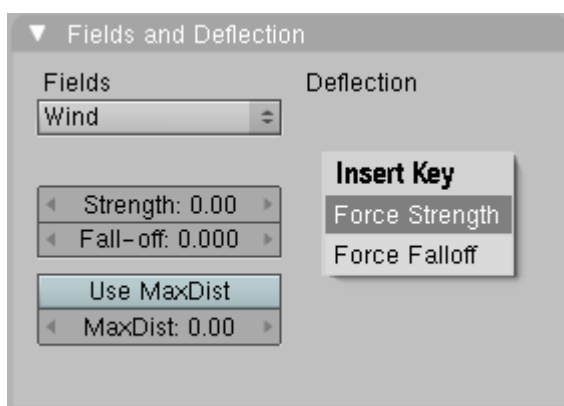 Fields and Deflection
Fields
Deflection
Wind
Insert Key
Strength: 0.00
Force Strength
Fall-off: 0.000
Force Falloff
Use MaxDist
MaxDist: 0.00